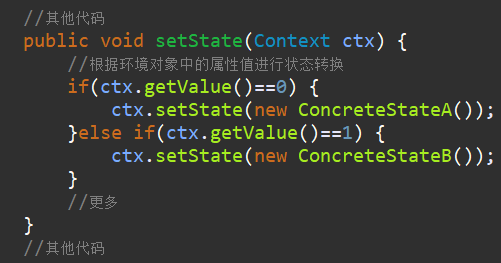 //其他代码
public void setState(Context ctx) {
//根据环境对象中的属性值进行状态转换
if(ctx.getValue()==0) {
ctx.setState(new ConcreteStateA());
}else if(ctx.getValue()==1) {
ctx.setState(new ConcreteStateB());
}
//更多
}
//其他代码